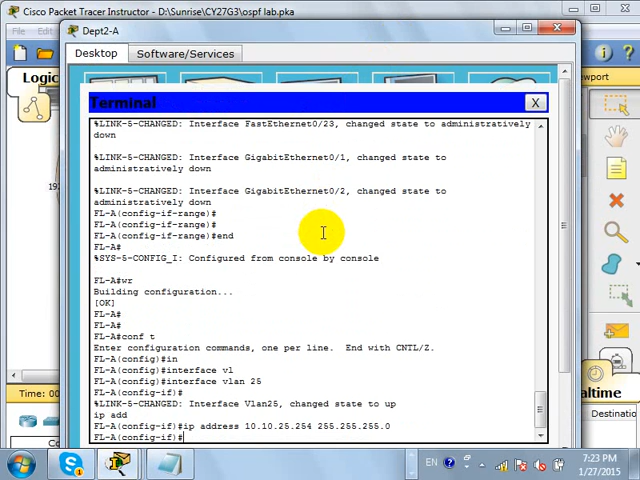 Cisco Packet Tracer Instructor - D:\Sunrise\CY27G3\ospf lab.pka
File
Dept2-A
Desktop
Software/Services
Logic
ewport
Terminal
X
%LINK-5-CHANGED: Interface FastEthernet0/23, changed state to administratively
down
%LINK-5-CHANGED: Interface GigabitEthernet0/1, changed state to
administratively down
%LINK-5-CHANGED: Interface GigabitEthernet0/2, changed state to
administratively down
FL-A(config-if-range)#
FL-A(config-if-range)#
FL-A(config-if-range)#end
FL-A#
%SYS-5-CONFIG_I: Configured from console by console
FL-A#wr
Building configuration...
[OK]
FL-A#
FL-A#
FL-A#conf t
Enter configuration commands, one per line.  End with CNTL/Z.
FL-A(config)#in
FL-A(config)#interface vl
FL-A(config)#interface vlan 25
FL-A(config-if)#
%LINK-5-CHANGED: Interface Vlan25, changed state to up
ip add
FL-A(config-if)#ip address 10.10.25.254 255.255.255.0
FL-A(config-if)#
19
Time: 00
ealtime
Destinatio
EN
7:23 PM
1/27/2015